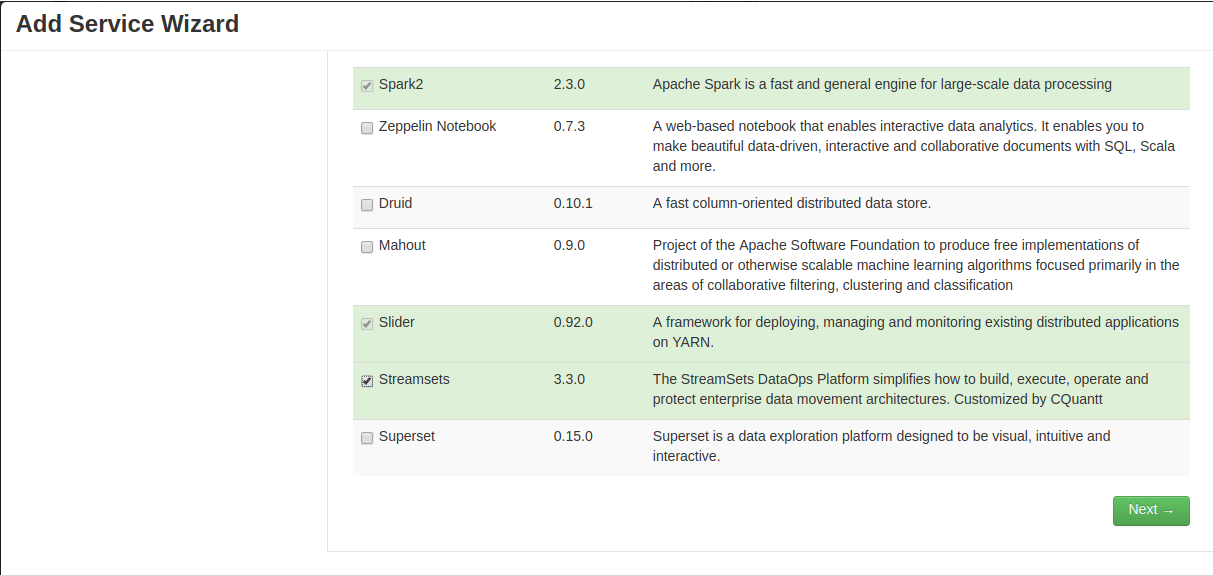 Add Service Wizard
Spark2 2.3.0 Apache Spark is a fast and general engine for large-scale data processing
Zeppelin Notebook 0.7.3 A web-based notebook that enables interactive data analytics. It enables you to
make beautiful data-driven, interactive and collaborative documents with SQL, Scala
and more.
Druid 0.10.1 A fast column-oriented distributed data store.
Mahout 0.9.0 Project of the Apache Software Foundation to produce free implementations of
distributed or otherwise scalable machine learning algorithms focused primarily in the
areas of collaborative filtering, clustering and classification
Slider 0.92.0 A framework for deploying, managing and monitoring existing distributed applications
on YARN.
Streamsets 3.3.0 The StreamSets DataOps Platform simplifies how to build, execute, operate and
protect enterprise data movement architectures. Customized by CQuantt
Superset 0.15.0 Superset is a data exploration platform designed to be visual, intuitive and
interactive.
Next →